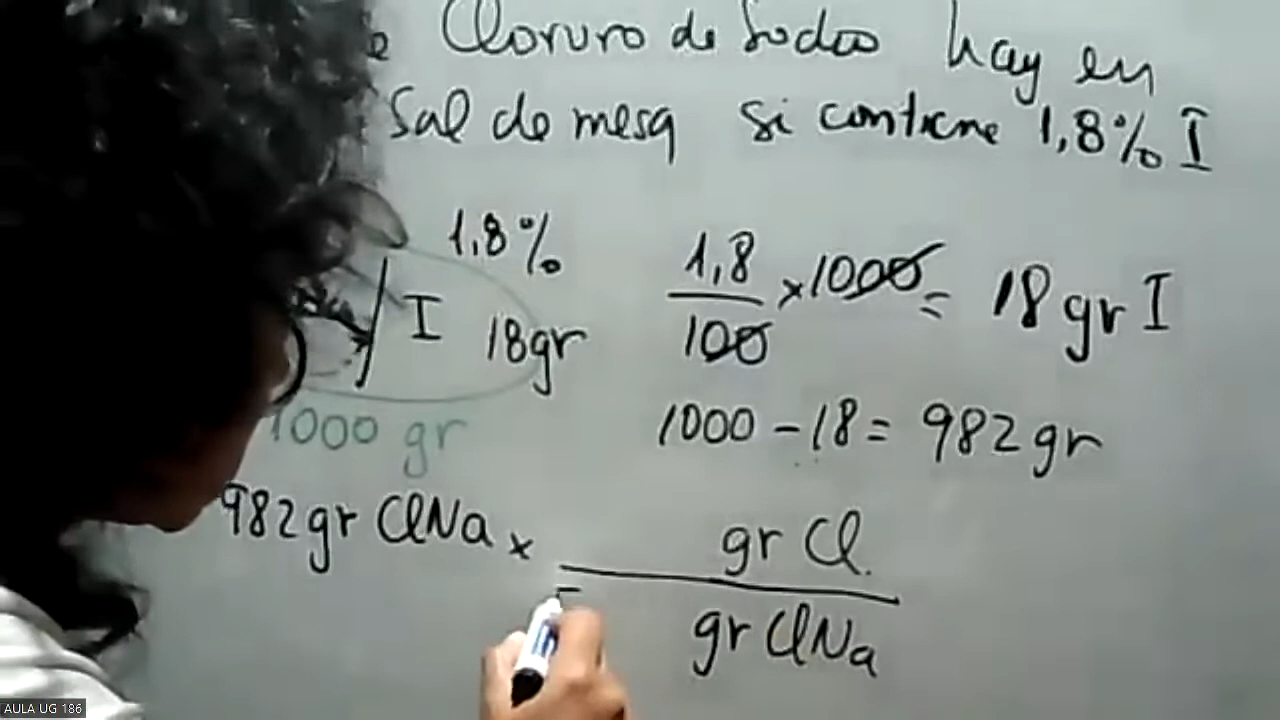 e Cloruro de Sodio hay en
Sal de mesa si contiene 1,8% I
1,8%
I 18gr
1,8/100 x 1000 = 18 gr I
1000 gr
1000 - 18 = 982 gr
982 gr ClNa x gr Cl / gr ClNa
AULA UG 186